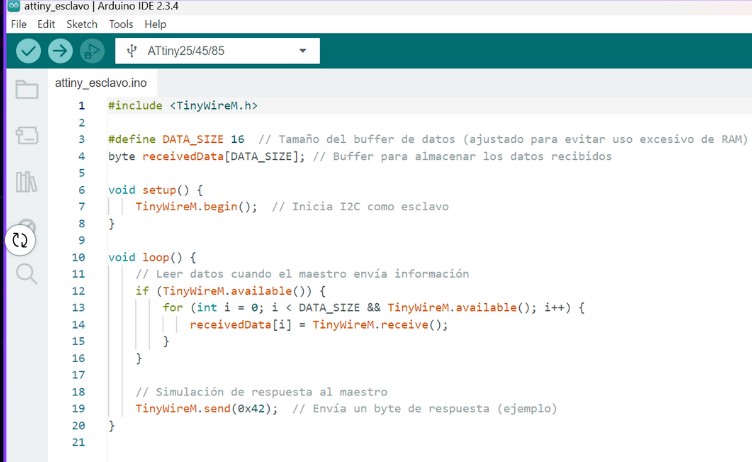 attiny_esclavo | Arduino IDE 2.3.4
File Edit Sketch Tools Help
ATtiny25/45/85
attiny_esclavo.ino
1 #include <TinyWireM.h>
2
3 #define DATA_SIZE 16  // Tamaño del buffer de datos (ajustado para evitar uso excesivo de RAM)
4 byte receivedData[DATA_SIZE]; // Buffer para almacenar los datos recibidos
5
6 void setup() {
7     TinyWireM.begin();  // Inicia I2C como esclavo
8 }
9
10 void loop() {
11     // Leer datos cuando el maestro envía información
12     if (TinyWireM.available()) {
13         for (int i = 0; i < DATA_SIZE && TinyWireM.available(); i++) {
14             receivedData[i] = TinyWireM.receive();
15         }
16     }
17
18     // Simulación de respuesta al maestro
19     TinyWireM.send(0x42);  // Envía un byte de respuesta (ejemplo)
20 }
21